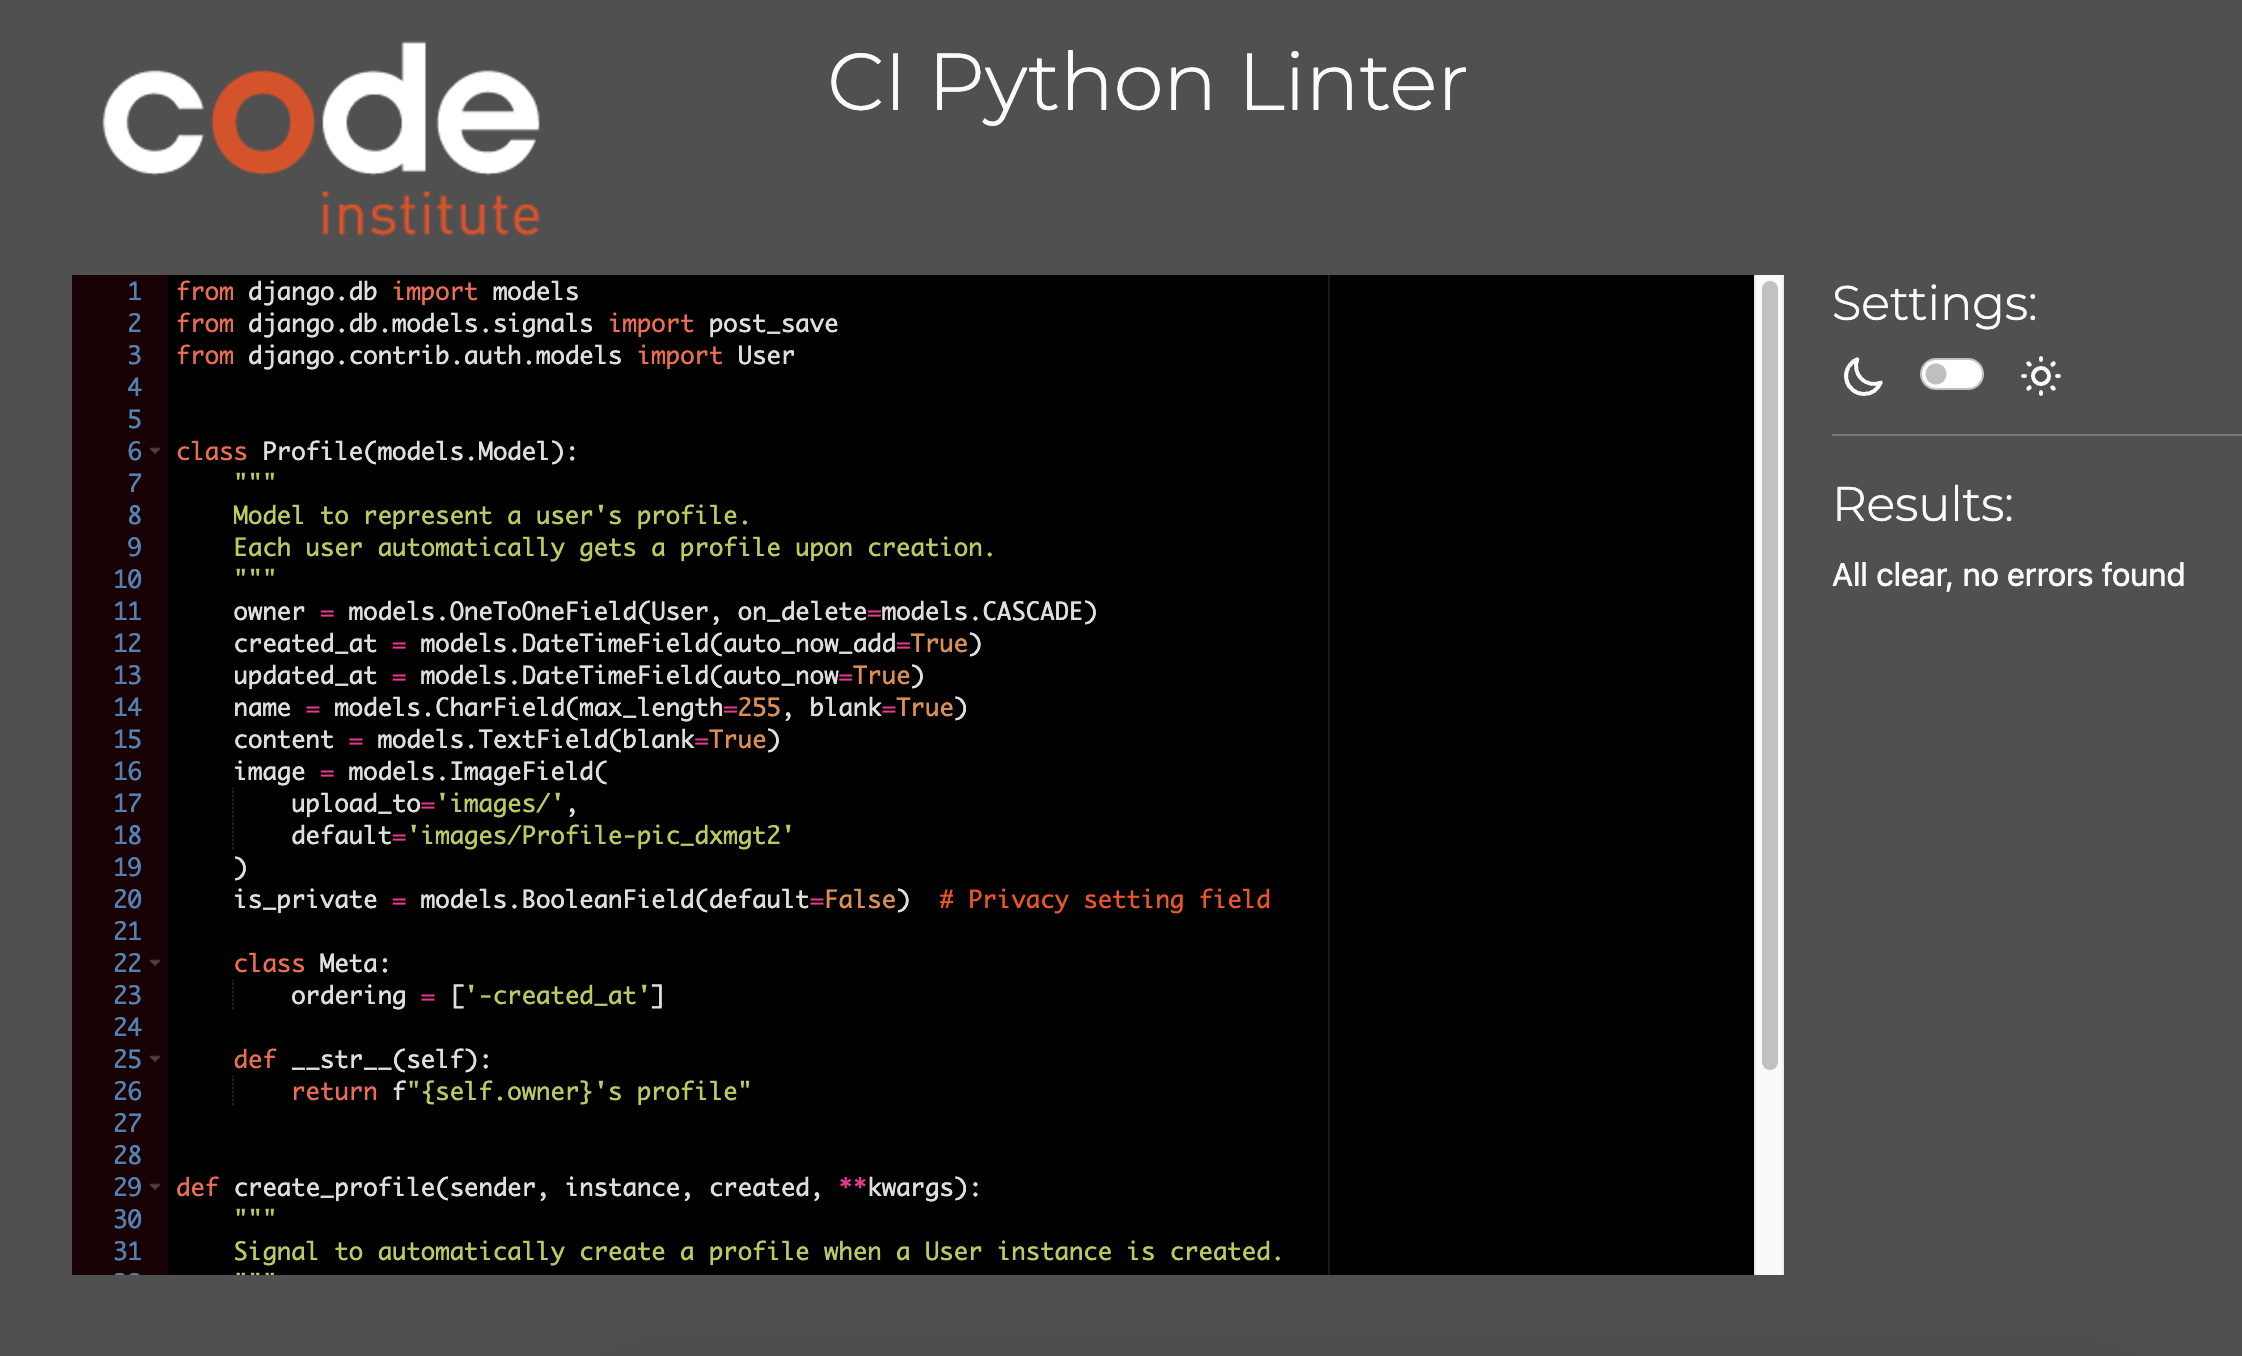 code
institute
CI Python Linter
1 from django.db import models
2 from django.db.models.signals import post_save
3 from django.contrib.auth.models import User
4
5
6 class Profile(models.Model):
7     """
8     Model to represent a user's profile.
9     Each user automatically gets a profile upon creation.
10     """
11     owner = models.OneToOneField(User, on_delete=models.CASCADE)
12     created_at = models.DateTimeField(auto_now_add=True)
13     updated_at = models.DateTimeField(auto_now=True)
14     name = models.CharField(max_length=255, blank=True)
15     content = models.TextField(blank=True)
16     image = models.ImageField(
17         upload_to='images/',
18         default='images/Profile-pic_dxmgt2'
19     )
20     is_private = models.BooleanField(default=False)  # Privacy setting field
21
22     class Meta:
23         ordering = ['-created_at']
24
25     def __str__(self):
26         return f"{self.owner}'s profile"
27
28
29 def create_profile(sender, instance, created, **kwargs):
30     """
31     Signal to automatically create a profile when a User instance is created.
Settings:
Results:
All clear, no errors found